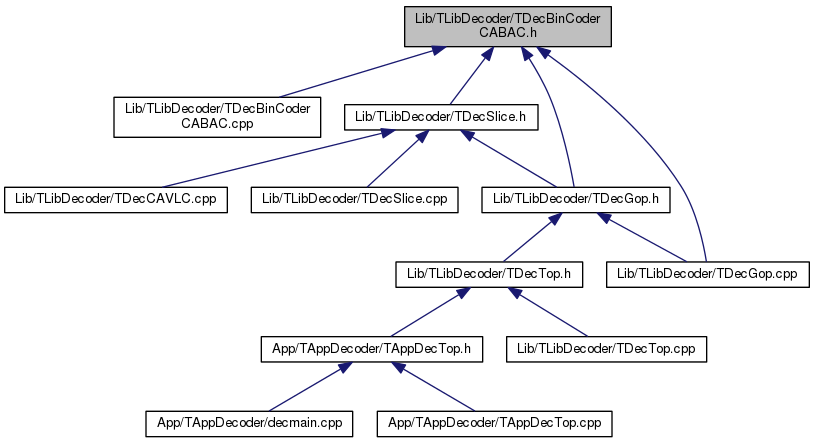 Lib/TLibDecoder/TDecBinCoder
CABAC.h
Lib/TLibDecoder/TDecBinCoder
CABAC.cpp
Lib/TLibDecoder/TDecSlice.h
Lib/TLibDecoder/TDecCAVLC.cpp
Lib/TLibDecoder/TDecSlice.cpp
Lib/TLibDecoder/TDecGop.h
Lib/TLibDecoder/TDecTop.h
Lib/TLibDecoder/TDecGop.cpp
App/TAppDecoder/TAppDecTop.h
Lib/TLibDecoder/TDecTop.cpp
App/TAppDecoder/decmain.cpp
App/TAppDecoder/TAppDecTop.cpp